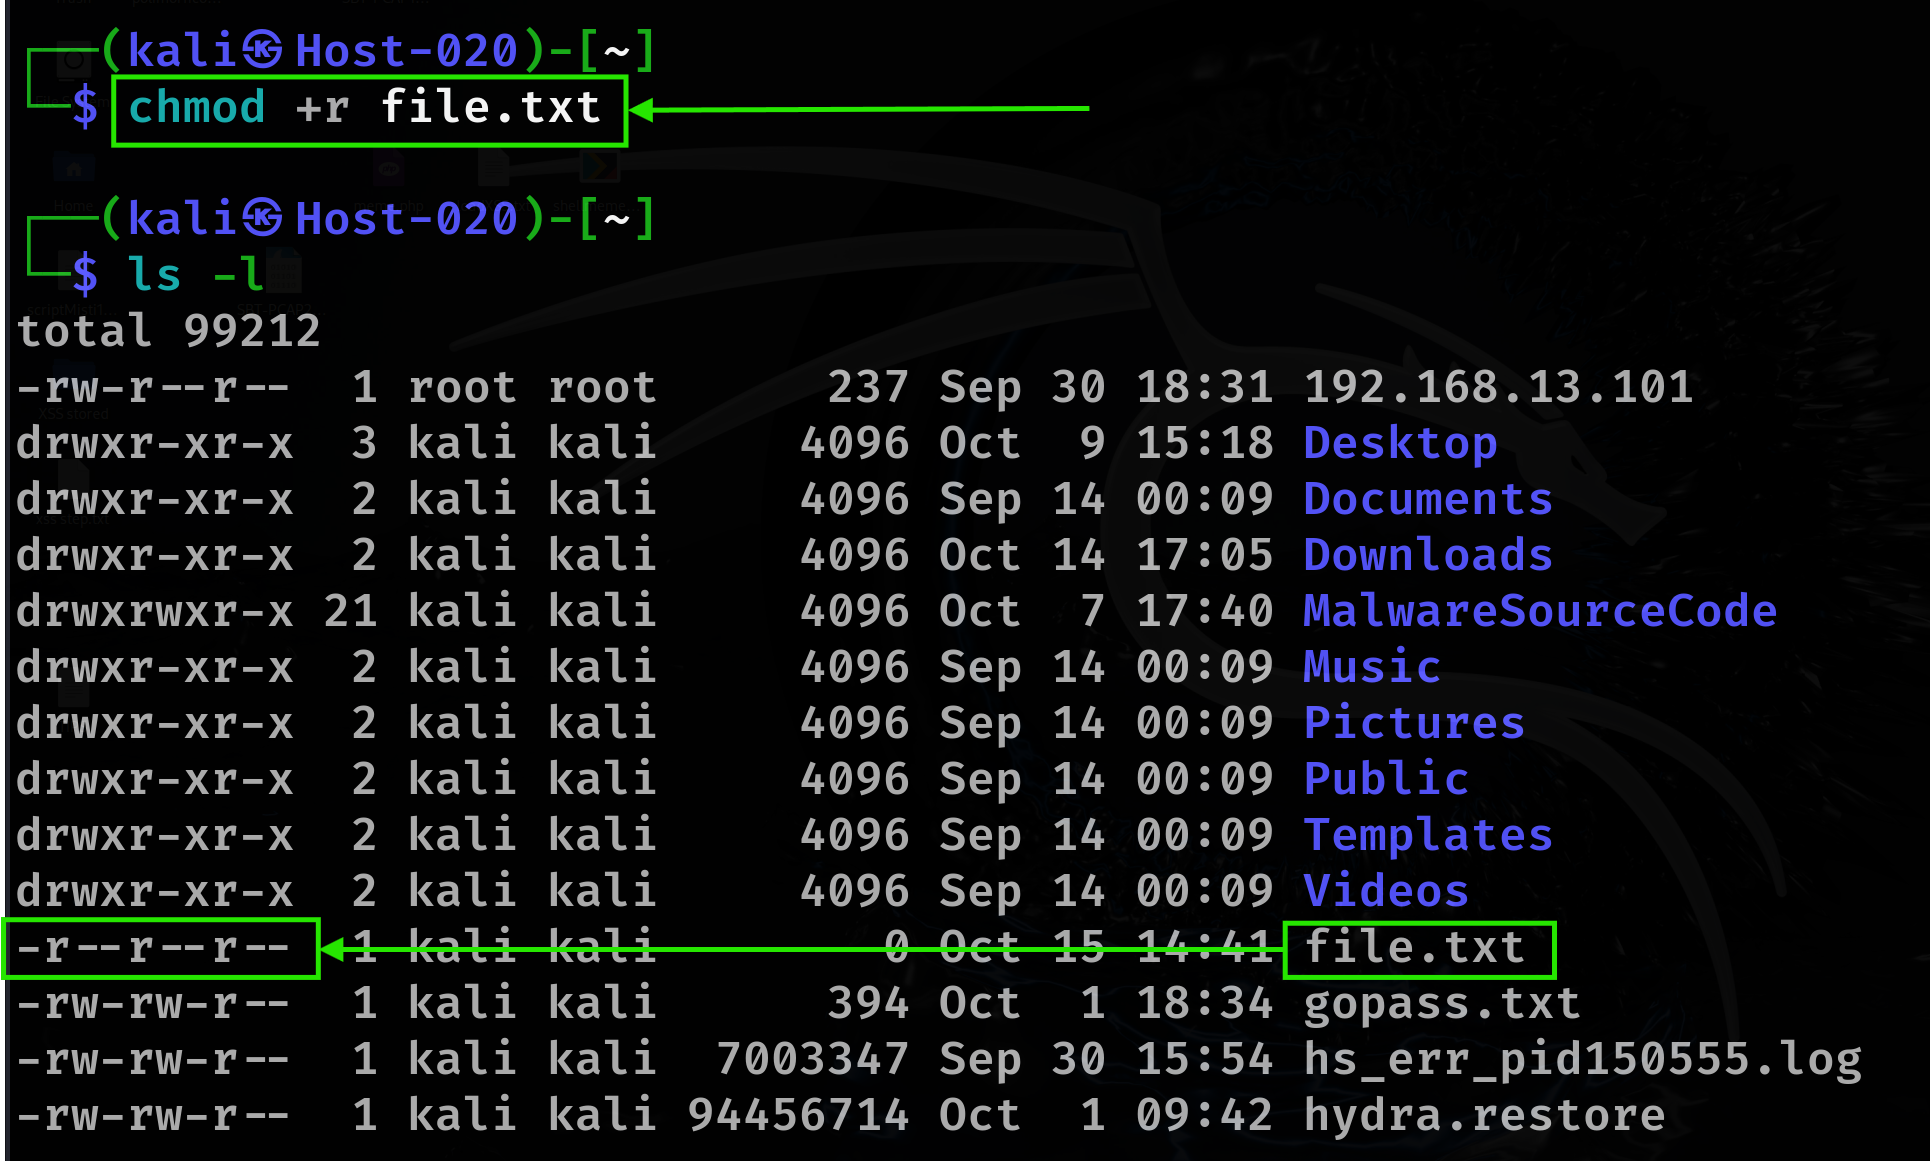 (kali㉿Host-020)-[~]
$ chmod +r file.txt
(kali㉿Host-020)-[~]
$ ls -l
total 99212
-rw-r--r--  1 root root      237 Sep 30 18:31 192.168.13.101
drwxr-xr-x  3 kali kali     4096 Oct  9 15:18 Desktop
drwxr-xr-x  2 kali kali     4096 Sep 14 00:09 Documents
drwxr-xr-x  2 kali kali     4096 Oct 14 17:05 Downloads
drwxrwxr-x 21 kali kali     4096 Oct  7 17:40 MalwareSourceCode
drwxr-xr-x  2 kali kali     4096 Sep 14 00:09 Music
drwxr-xr-x  2 kali kali     4096 Sep 14 00:09 Pictures
drwxr-xr-x  2 kali kali     4096 Sep 14 00:09 Public
drwxr-xr-x  2 kali kali     4096 Sep 14 00:09 Templates
drwxr-xr-x  2 kali kali     4096 Sep 14 00:09 Videos
-r--r--r--  1 kali kali        0 Oct 15 14:41 file.txt
-rw-rw-r--  1 kali kali      394 Oct  1 18:34 gopass.txt
-rw-rw-r--  1 kali kali  7003347 Sep 30 15:54 hs_err_pid150555.log
-rw-rw-r--  1 kali kali 94456714 Oct  1 09:42 hydra.restore